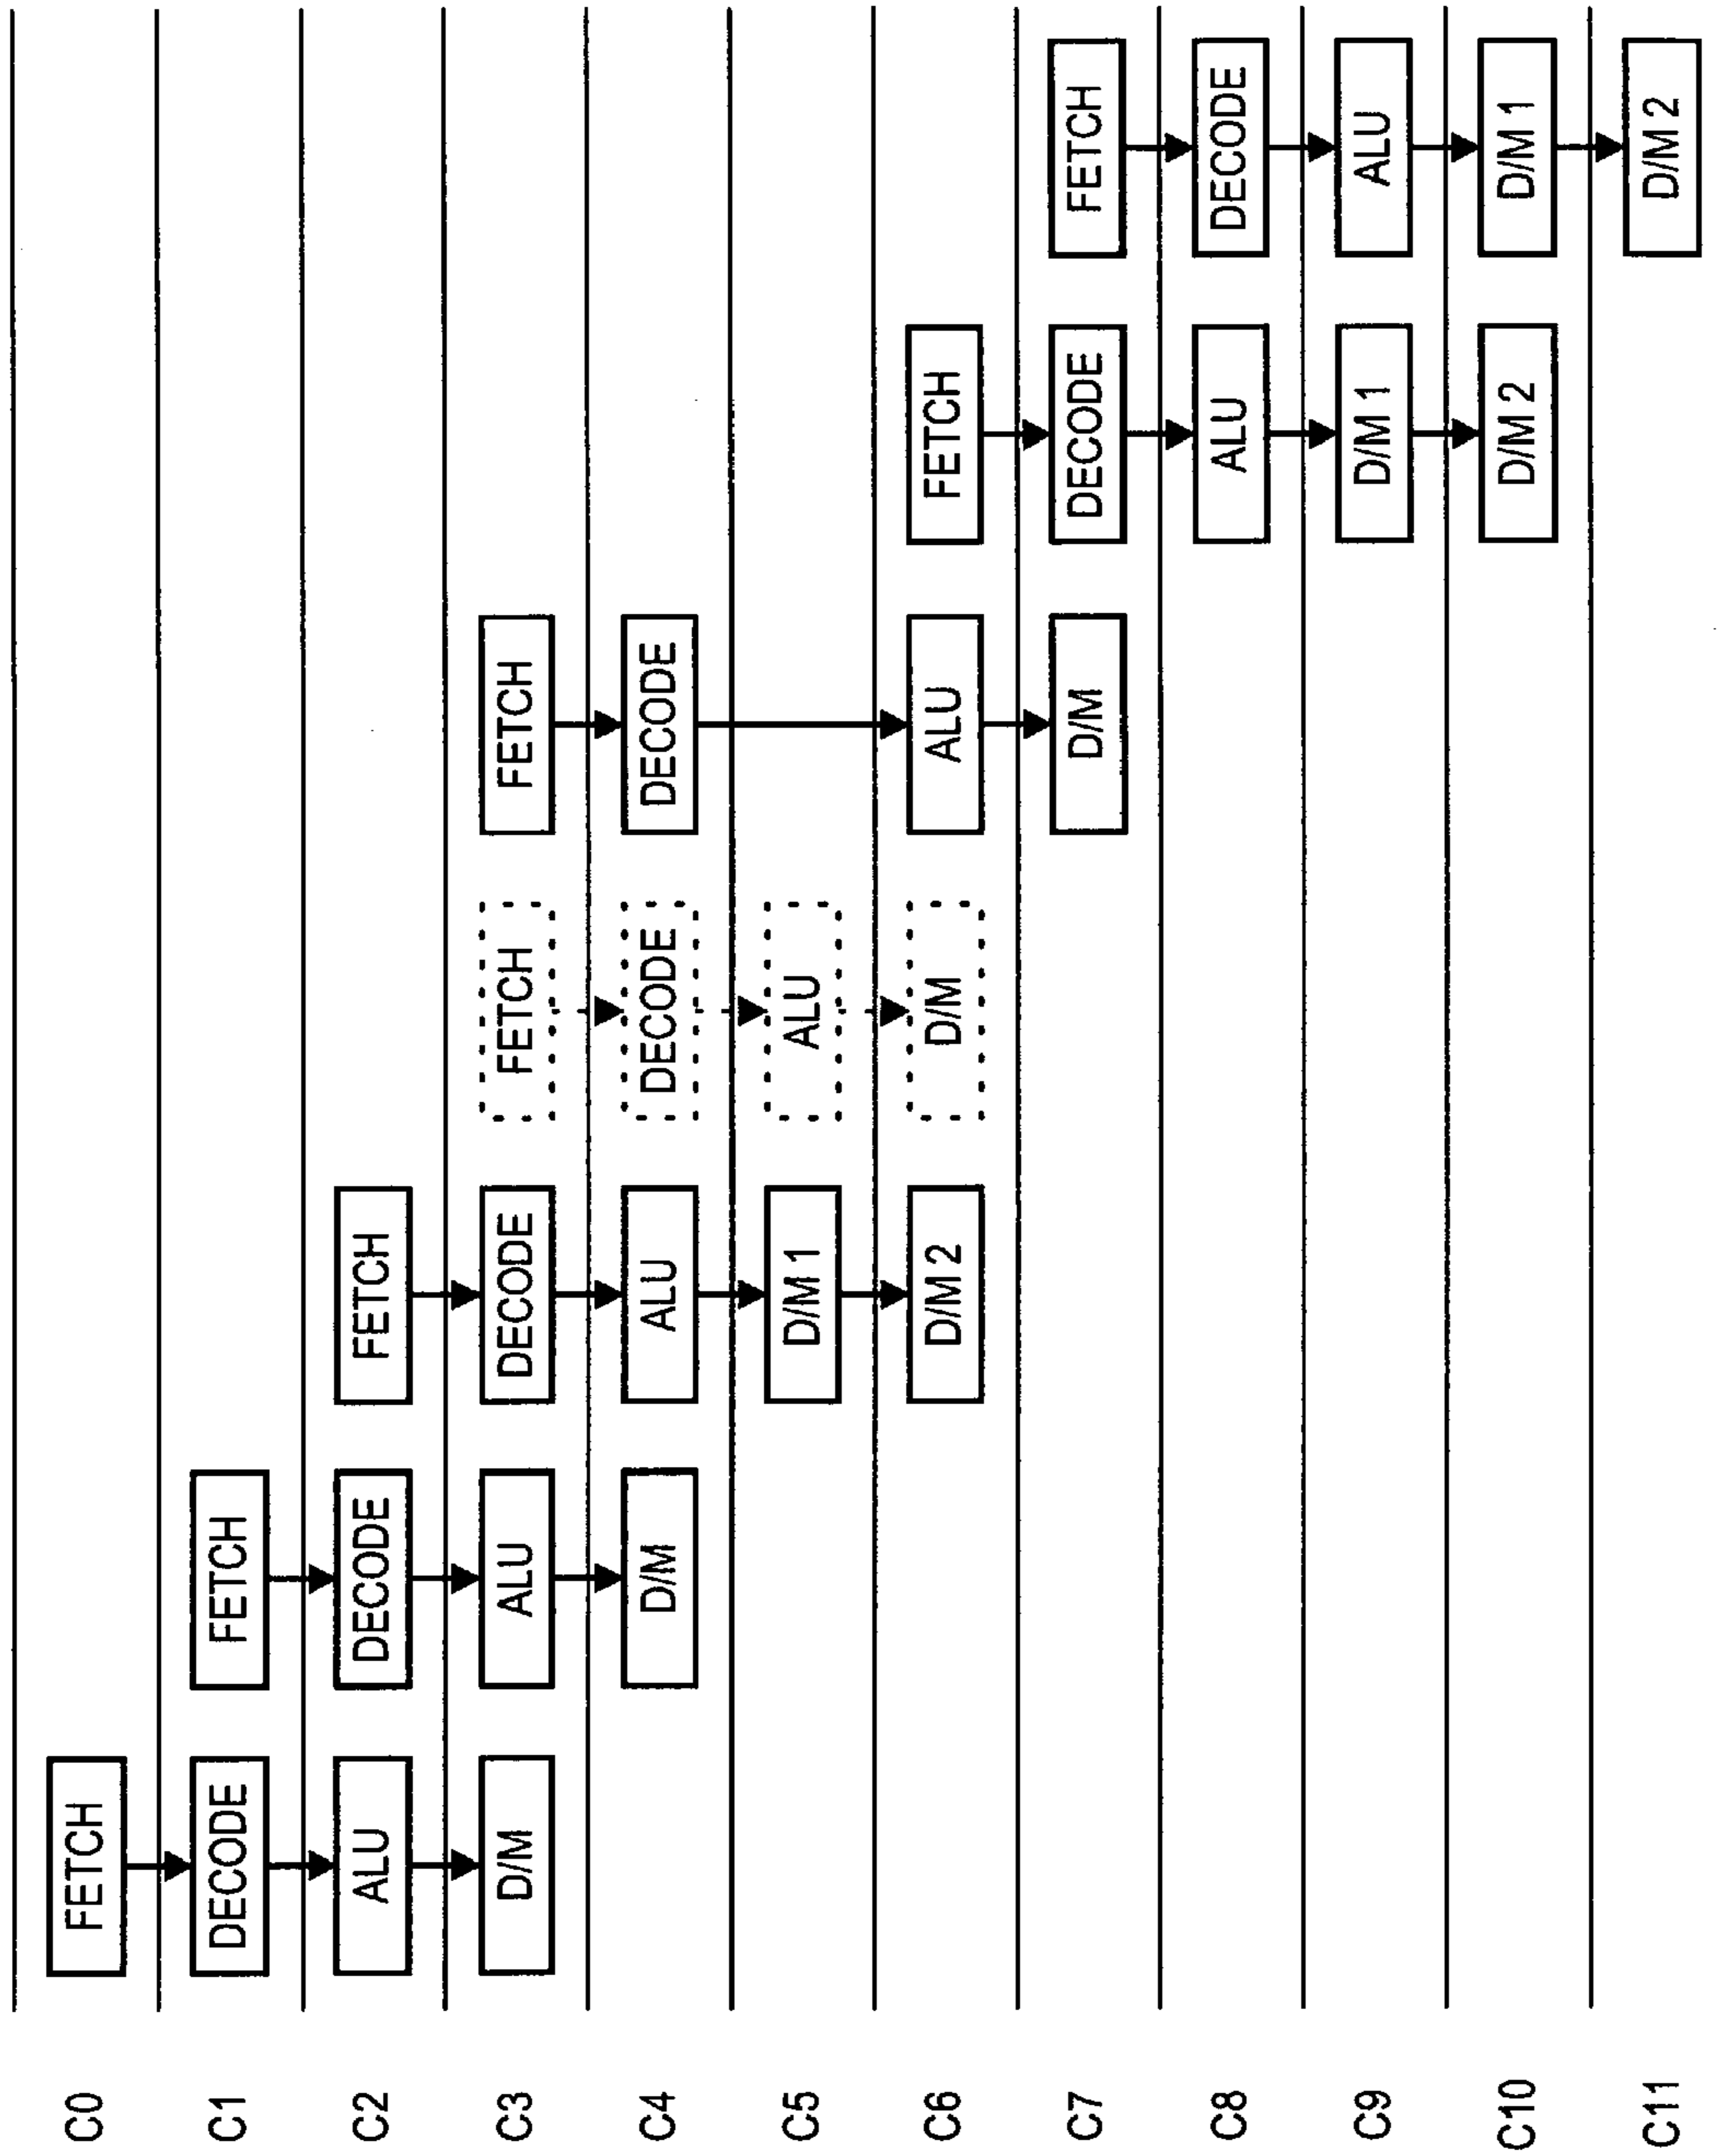 C0 FETCH
C1 DECODE FETCH
C2 ALU DECODE FETCH
C3 D/M ALU DECODE FETCH FETCH
C4 D/M ALU DECODE DECODE
C5 D/M 1 ALU
C6 D/M 2 D/M ALU FETCH
C7 D/M DECODE FETCH
C8 ALU DECODE
C9 D/M 1 ALU
C10 D/M 2 D/M 1
C11 D/M 2